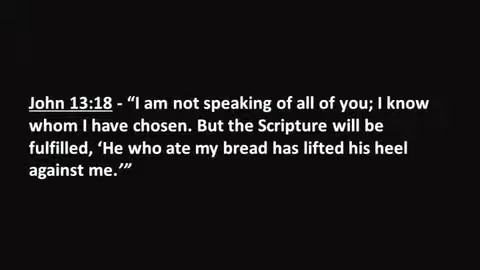 John 13:18 - “I am not speaking of all of you; I know
whom I have chosen. But the Scripture will be
fulfilled, ‘He who ate my bread has lifted his heel
against me.’”